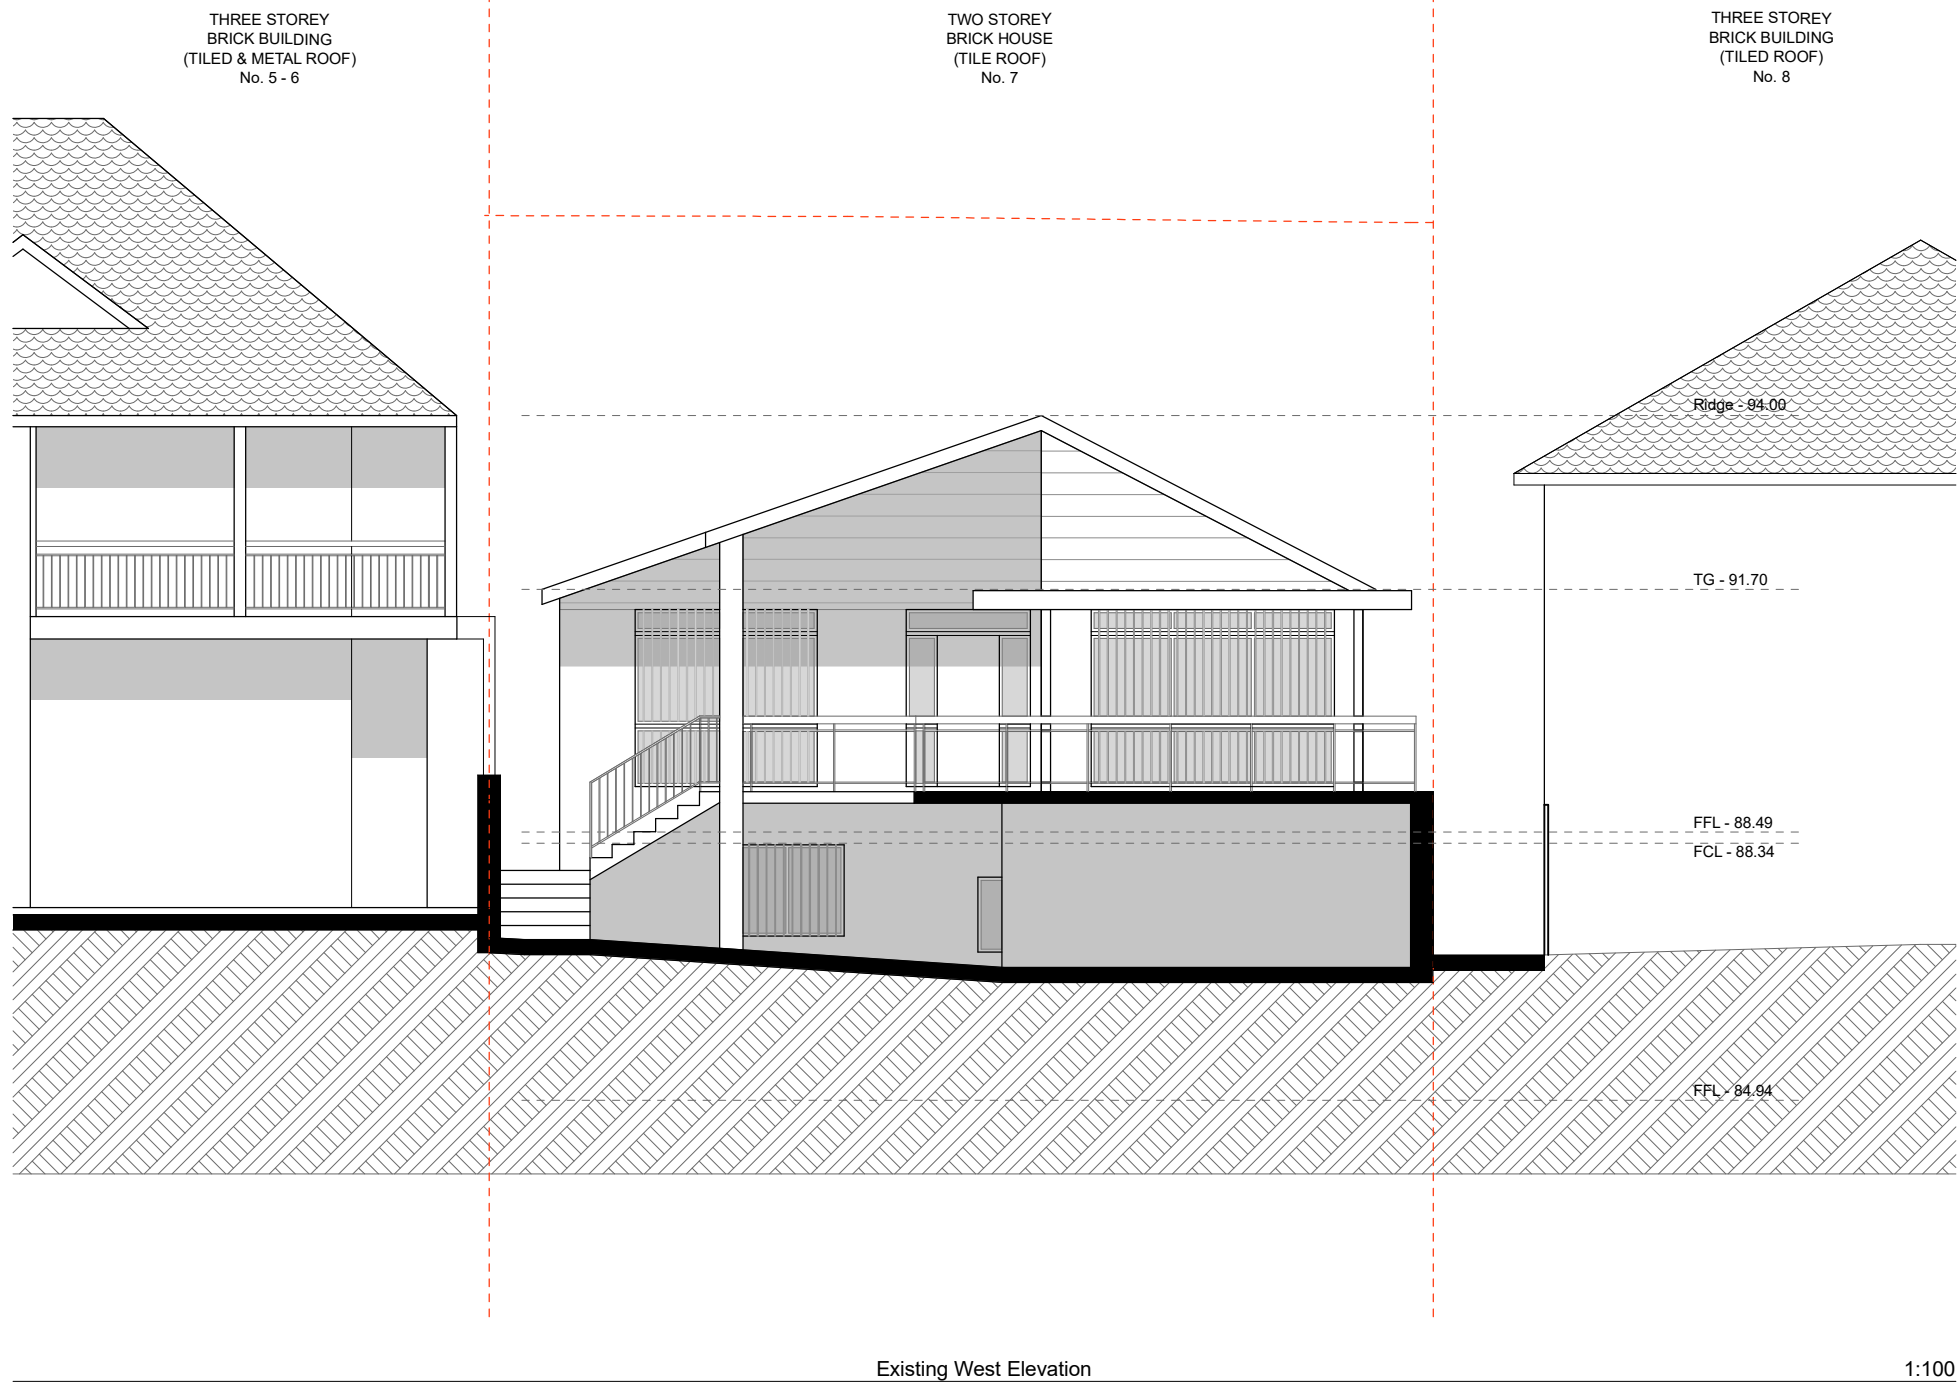 THREE STOREY
BRICK BUILDING
(TILED & METAL ROOF)
No. 5 - 6
TWO STOREY
BRICK HOUSE
(TILE ROOF)
No. 7
THREE STOREY
BRICK BUILDING
(TILED ROOF)
No. 8
Ridge - 94.00
TG - 91.70
FFL - 88.49
FCL - 88.34
FFL - 84.94
Existing West Elevation
1:100